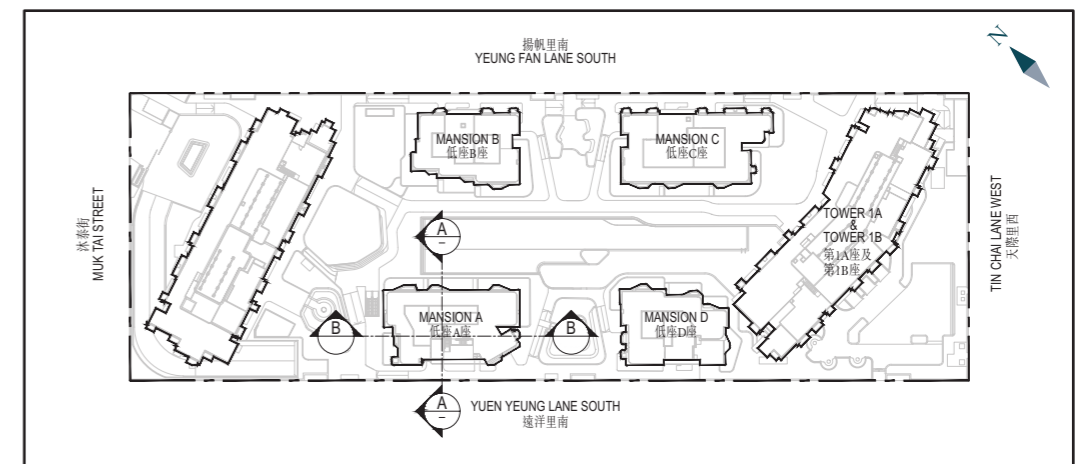 N
揚帆里南
YEUNG FAN LANE SOUTH
MANSION B
低座B座
MANSION C
低座C座
沐泰街
MUK TAI STREET
TIN CHAI LANE WEST
天際里西
TOWER 1A
&
TOWER 1B
第1A座及
第1B座
A
–
MANSION A
低座A座
MANSION D
低座D座
B
B
A
–
YUEN YEUNG LANE SOUTH
遠洋里南